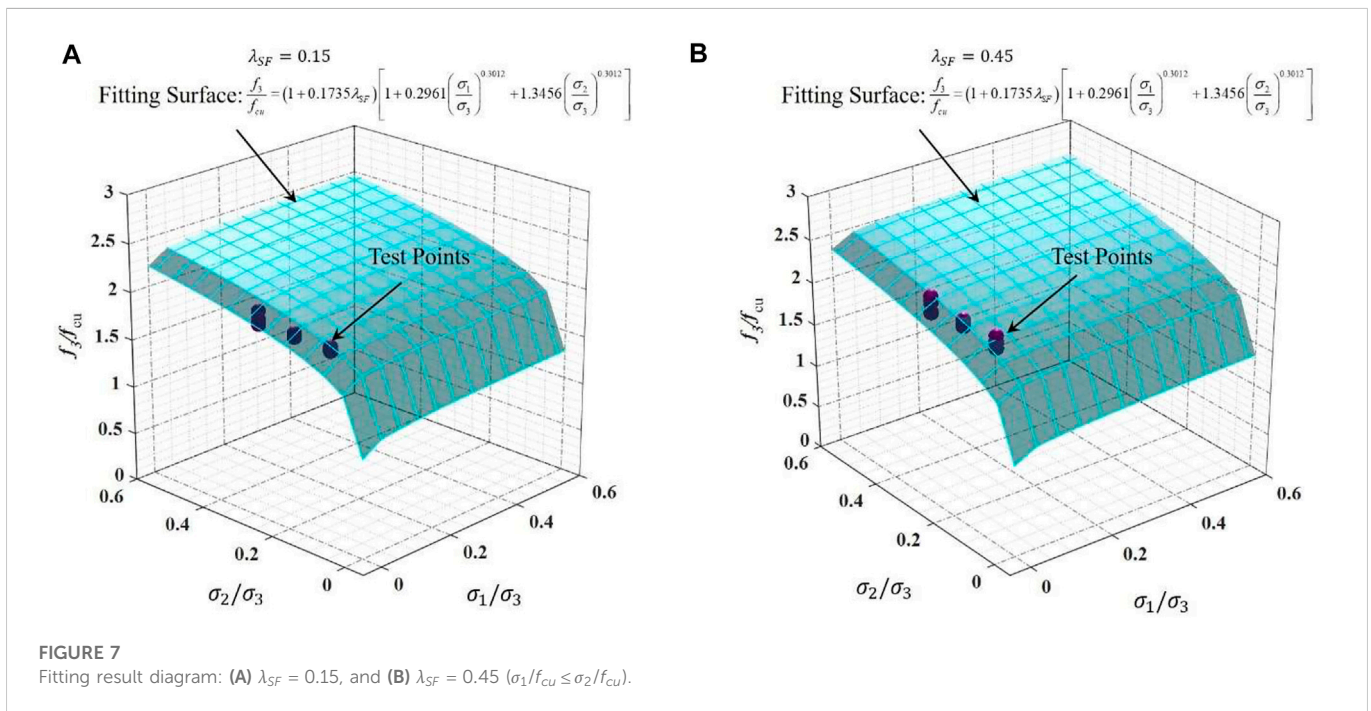 A
λ_SF = 0.15
Fitting Surface: f_3/f_cu = (1+0.1735λ_SF)[1+0.2961(σ_1/σ_3)^0.3012 +1.3456(σ_2/σ_3)^0.3012]
Test Points
f_3/f_cu
3
2.5
2
1.5
1
0.5
0
0.6
0.4
0.2
0
σ_2/σ_3
0
0.2
0.4
0.6
σ_1/σ_3
B
λ_SF = 0.45
Fitting Surface: f_3/f_cu = (1+0.1735λ_SF)[1+0.2961(σ_1/σ_3)^0.3012 +1.3456(σ_2/σ_3)^0.3012]
Test Points
f_3/f_cu
3
2.5
2
1.5
1
0.5
0
0.6
0.4
0.2
0
σ_2/σ_3
0
0.2
0.4
0.6
σ_1/σ_3
FIGURE 7
Fitting result diagram: (A) λ_SF = 0.15, and (B) λ_SF = 0.45 (σ_1/f_cu ≤ σ_2/f_cu).